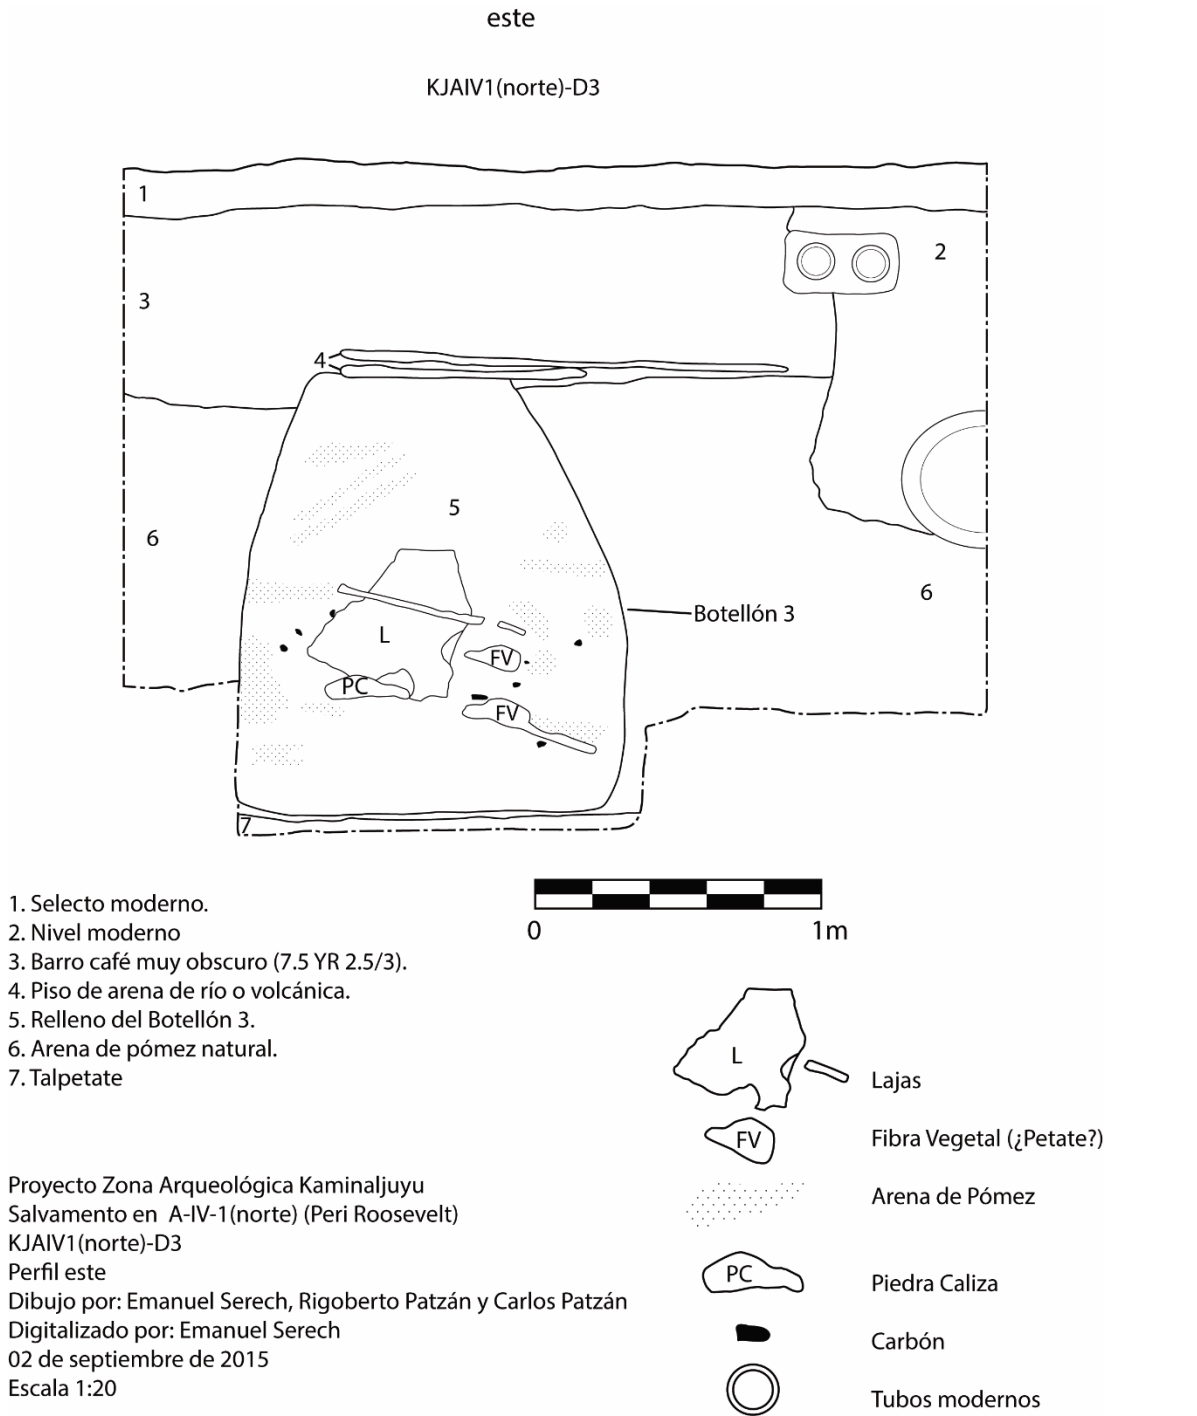 este
KJAIV1(norte)-D3
1
2
3
4
5
6
L
FV
PC
FV
6
Botellón 3
7
1. Selecto moderno.
2. Nivel moderno
3. Barro café muy obscuro (7.5 YR 2.5/3).
4. Piso de arena de río o volcánica.
5. Relleno del Botellón 3.
6. Arena de pómez natural.
7. Talpetate
0 1m
L
Lajas
FV
Fibra Vegetal (¿Petate?)
Arena de Pómez
PC
Piedra Caliza
Carbón
Tubos modernos
Proyecto Zona Arqueológica Kaminaljuyu
Salvamento en A-IV-1(norte) (Peri Roosevelt)
KJAIV1(norte)-D3
Perfil este
Dibujo por: Emanuel Serech, Rigoberto Patzán y Carlos Patzán
Digitalizado por: Emanuel Serech
02 de septiembre de 2015
Escala 1:20